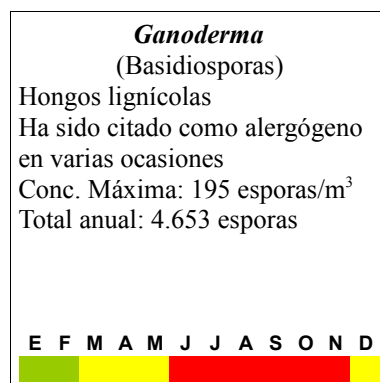 Ganoderma
(Basidiosporas)
Hongos lignícolas
Ha sido citado como alergógeno
en varias ocasiones
Conc. Máxima: 195 esporas/m³
Total anual: 4.653 esporas
E F M A M J J A S O N D